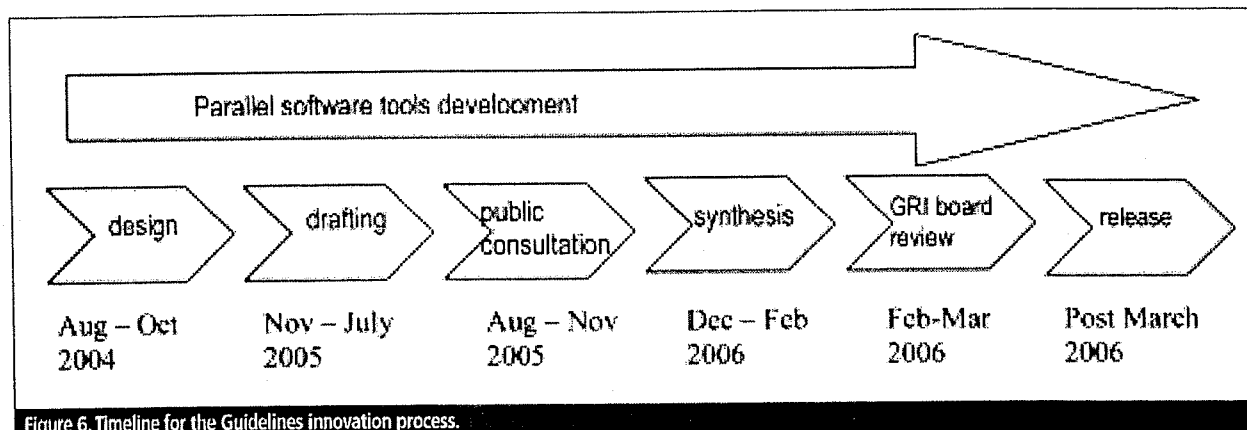 Parallel software tools development
design
drafting
public
consultation
synthesis
GRI board
review
release
Aug – Oct
2004
Nov – July
2005
Aug – Nov
2005
Dec – Feb
2006
Feb-Mar
2006
Post March
2006
Figure 6. Timeline for the Guidelines innovation process.